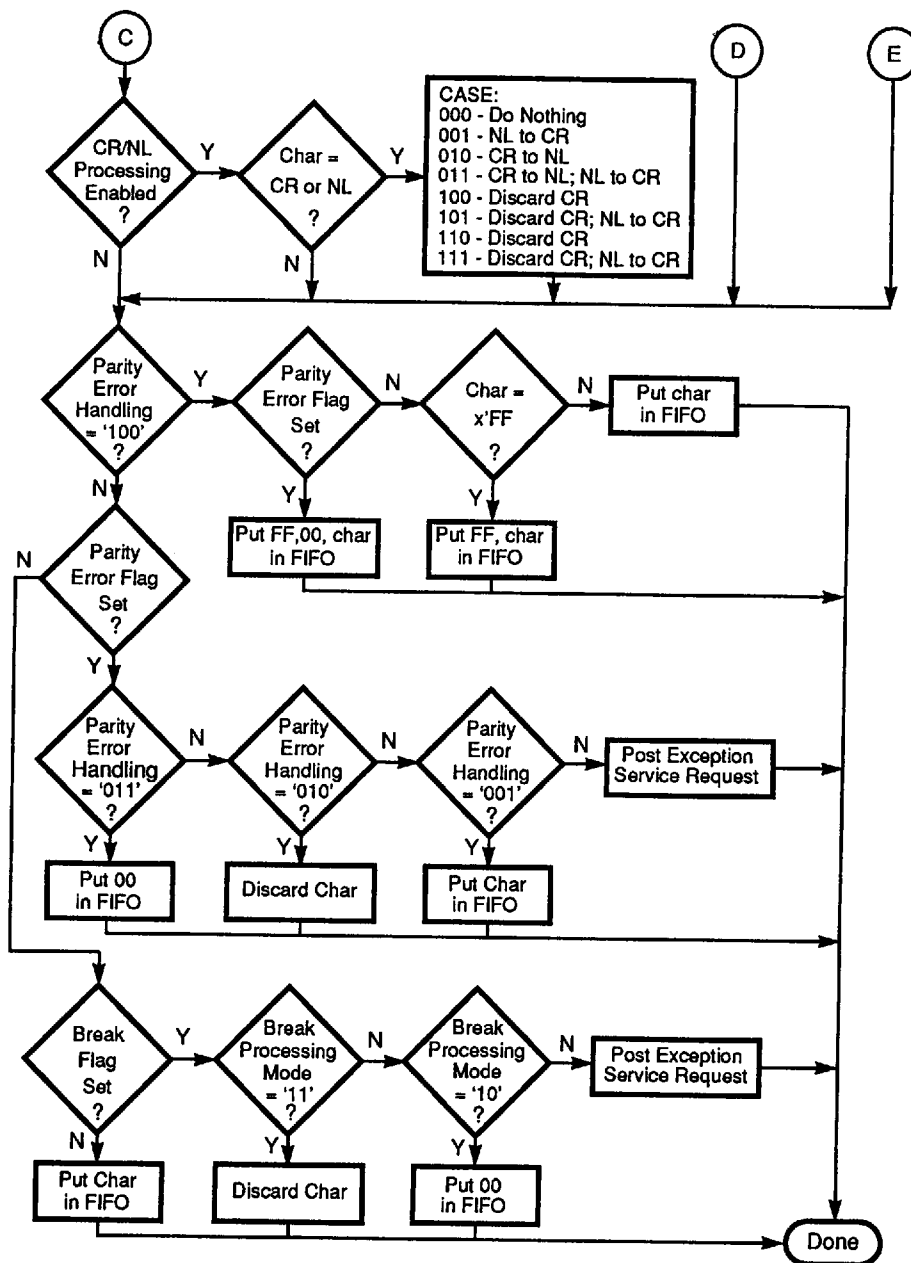 C
D
E
CR/NL
Processing
Enabled
?
Y
N
Char =
CR or NL
?
Y
N
CASE:
000 - Do Nothing
001 - NL to CR
010 - CR to NL
011 - CR to NL; NL to CR
100 - Discard CR
101 - Discard CR; NL to CR
110 - Discard CR
111 - Discard CR; NL to CR
Parity
Error
Handling
= '100'
?
Y
N
Parity
Error Flag
Set
?
N
Y
Char =
x'FF
?
N
Y
Put char
in FIFO
Put FF,00, char
in FIFO
Put FF, char
in FIFO
N
Parity
Error Flag
Set
?
Y
Parity
Error
Handling
= '011'
?
N
Y
Parity
Error
Handling
= '010'
?
N
Y
Parity
Error
Handling
= '001'
?
N
Y
Post Exception
Service Request
Put 00
in FIFO
Discard Char
Put Char
in FIFO
Break
Flag
Set
?
Y
N
Break
Processing
Mode
= '11'
?
N
Y
Break
Processing
Mode
= '10'
?
N
Y
Post Exception
Service Request
Put Char
in FIFO
Discard Char
Put 00
in FIFO
Done